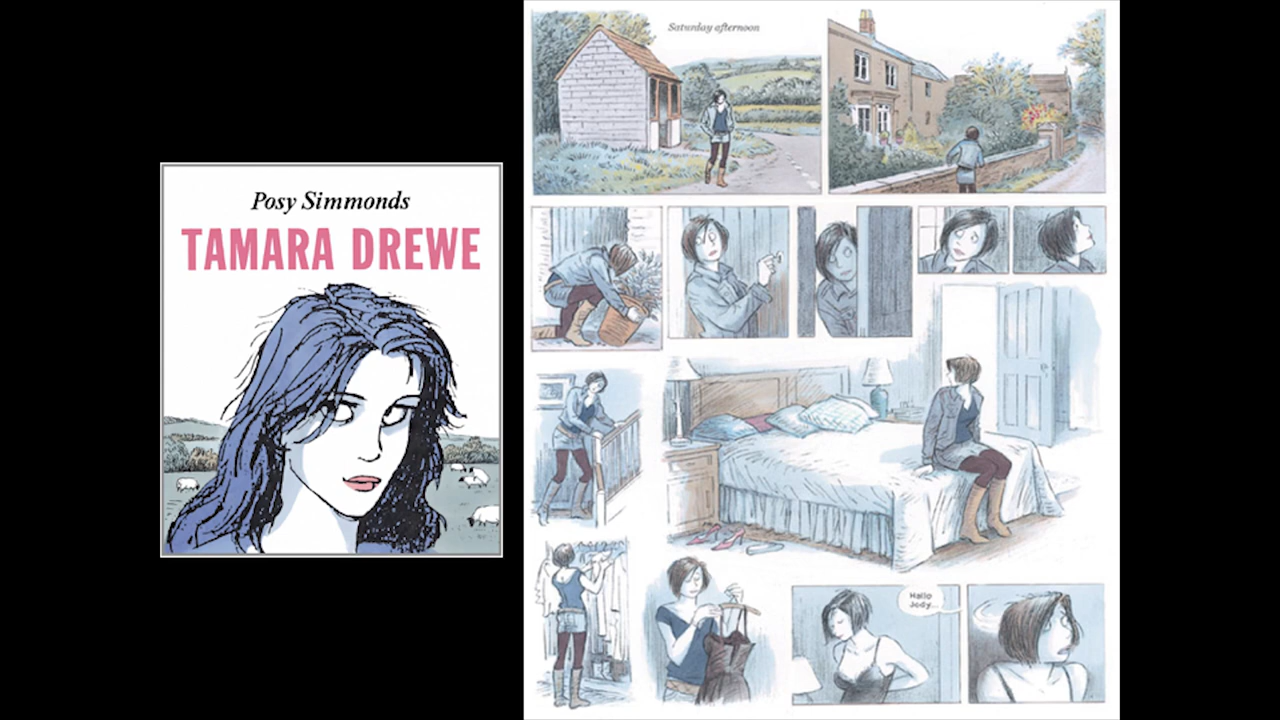 Posy Simmonds
TAMARA DREWE
Saturday afternoon
Hallo
Jody...